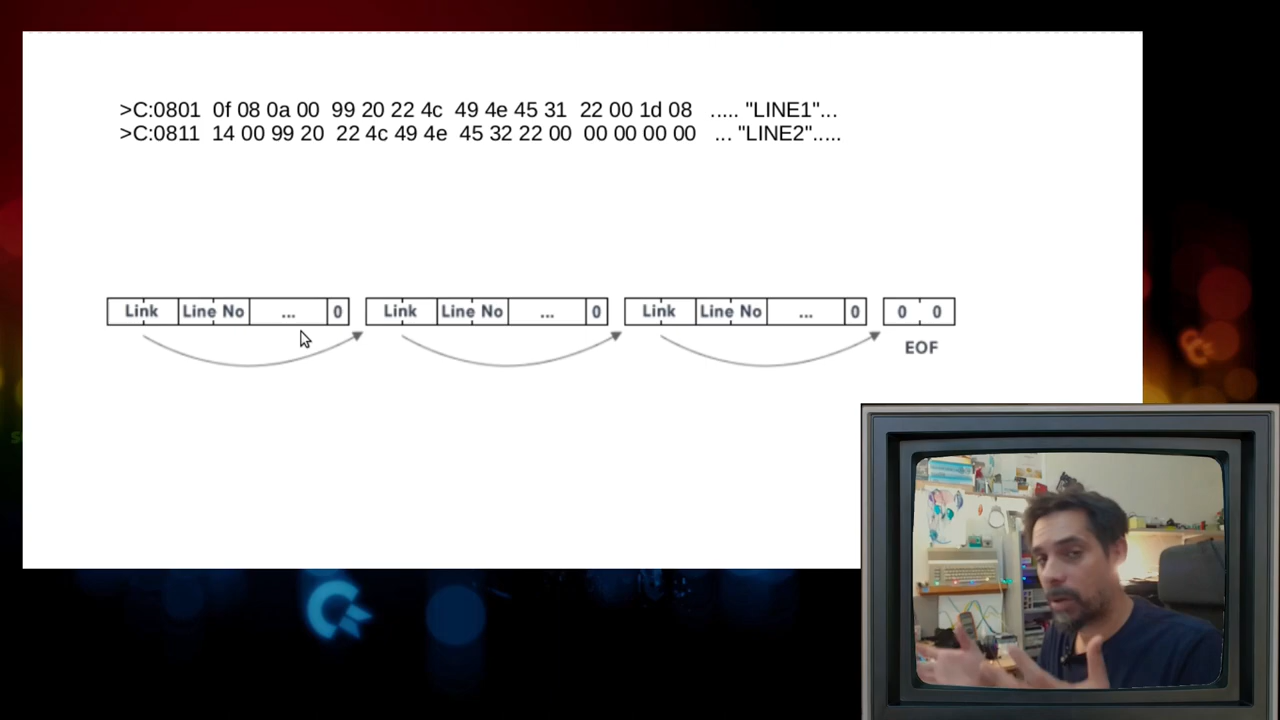 >C:0801 0f 08 0a 00 99 20 22 4c 49 4e 45 31 22 00 1d 08 ..... "LINE1"...
>C:0811 14 00 99 20 22 4c 49 4e 45 32 22 00 00 00 00 00 ... "LINE2".....
Link Line No ... 0 Link Line No ... 0 Link Line No ... 0 0 0
EOF